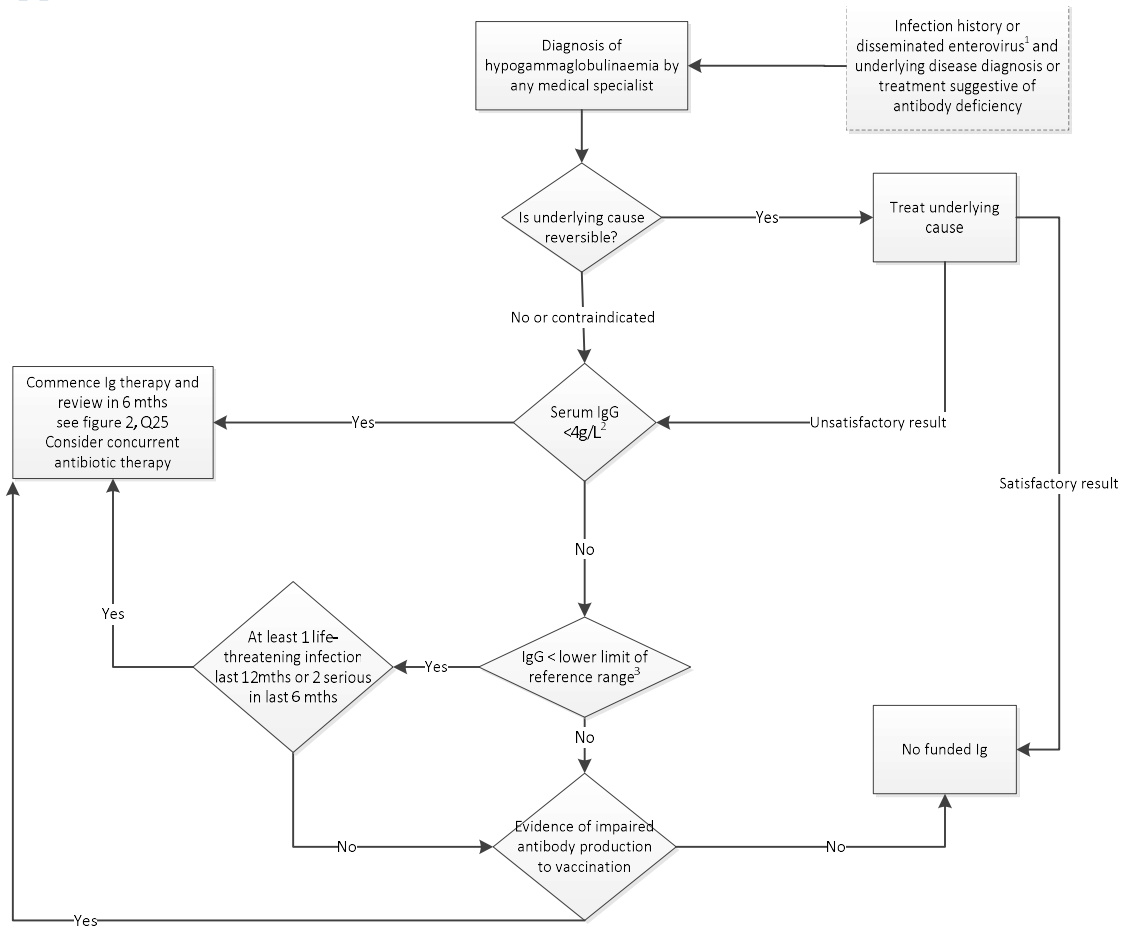 Infection history or
disseminated enterovirus1 and
underlying disease diagnosis or
treatment suggestive of
antibody deficiency
Diagnosis of
hypogammaglobulinaemia by
any medical specialist
Is underlying cause
reversible?
Yes
Treat underlying
cause
No or contraindicated
Commence Ig therapy and
review in 6 mths
see figure 2, Q25
Consider concurrent
antibiotic therapy
Yes
Serum IgG
<4g/L2
Unsatisfactory result
Satisfactory result
No
Yes
At least 1 life-
threatening infection
last 12mths or 2 serious
in last 6 mths
Yes
IgG < lower limit of
reference range3
No
No funded Ig
Evidence of impaired
antibody production
to vaccination
No
No
Yes